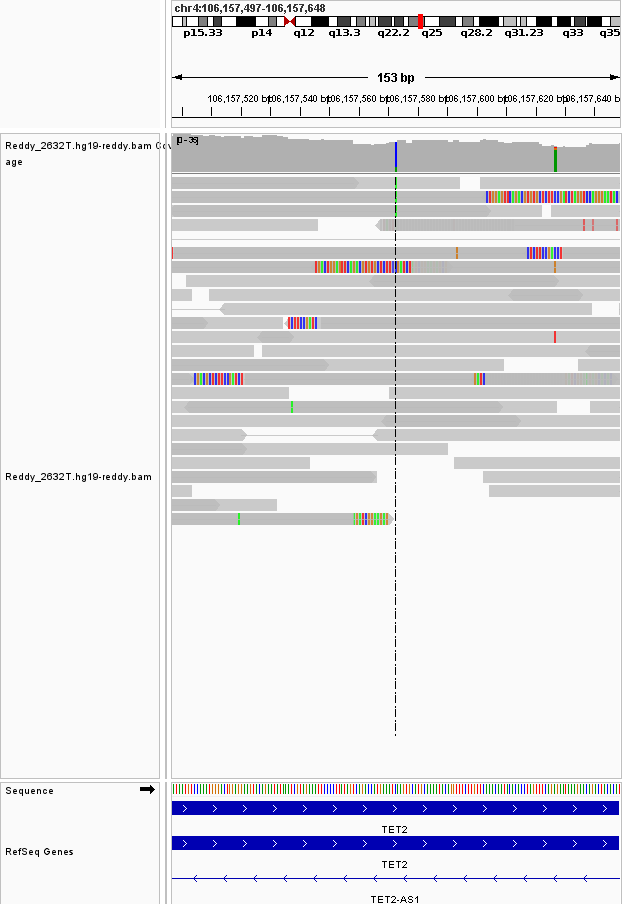 chr4:106,157,497-106,157,648
p15.33 p14 q12 q13.3 q22.2 q25 q28.2 q31.23 q33 q35
153 bp
106,157,520 bp 106,157,540 bp 106,157,560 bp 106,157,580 bp 106,157,600 bp 106,157,620 bp 106,157,640 bp
[0-39]
Reddy_2632T.hg19-reddy.bam Cov
age
Reddy_2632T.hg19-reddy.bam
Sequence
TET2
RefSeq Genes
TET2
TET2-AS1